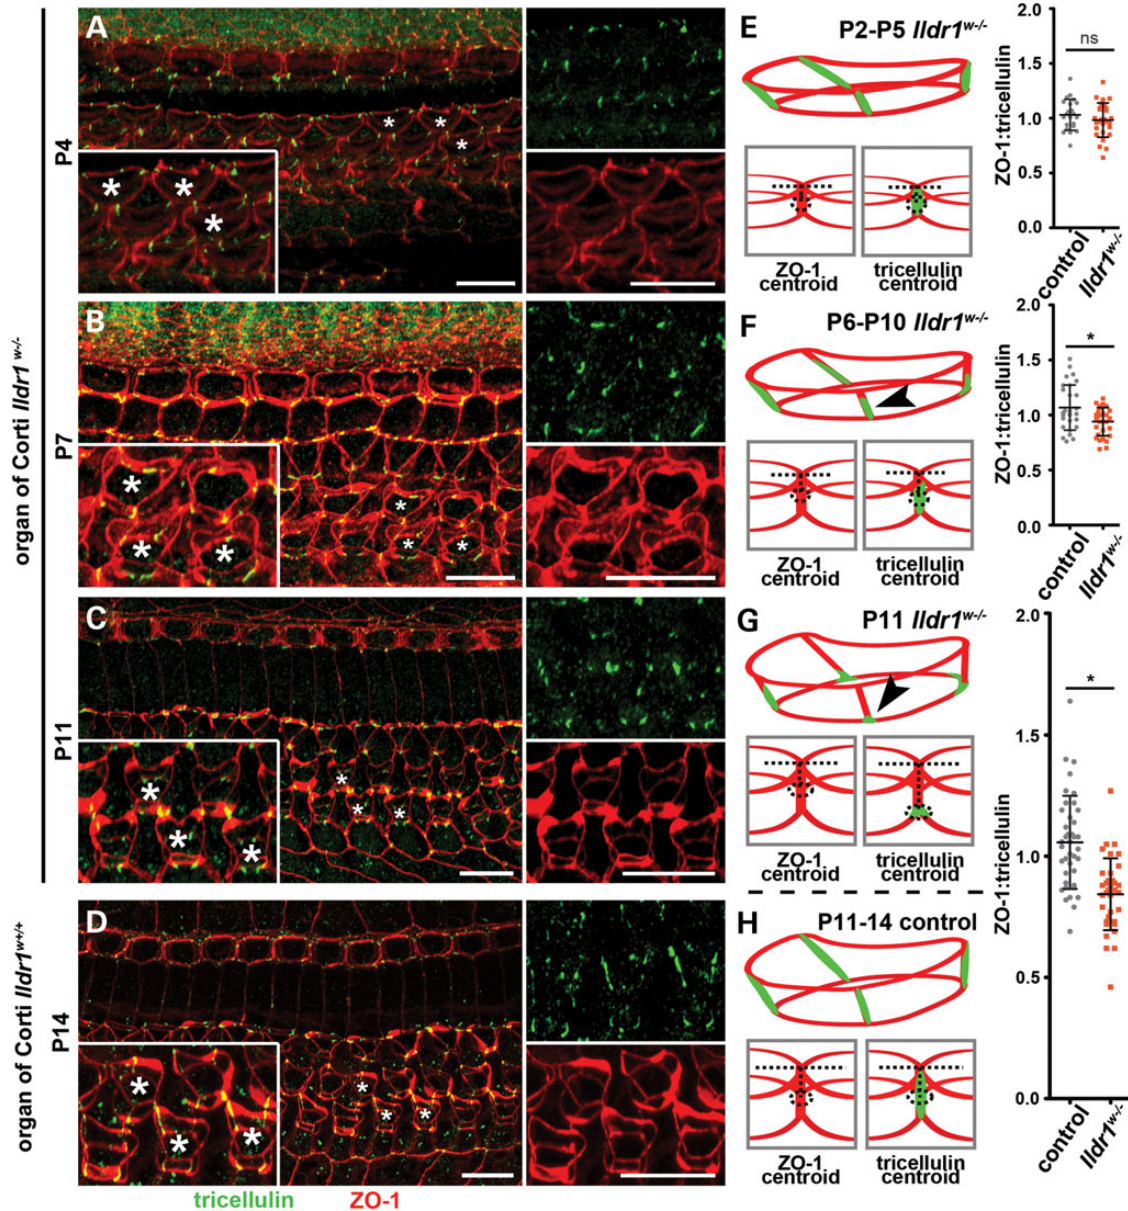 organ of Corti Ildr1 w-/-
organ of Corti Ildr1w+/+
P4
P7
P11
P14
A
B
C
D
tricellulin
ZO-1
E P2-P5 Ildr1w-/-
ZO-1
centroid
tricellulin
centroid
2.0
1.5
1.0
0.5
0.0
ZO-1:tricellulin
ns
control
Ildr1w-/-
F P6-P10 Ildr1w-/-
ZO-1
centroid
tricellulin
centroid
2.0
1.5
1.0
0.5
0.0
ZO-1:tricellulin
*
control
Ildr1w-/-
G P11 Ildr1w-/-
ZO-1
centroid
tricellulin
centroid
H P11-14 control
ZO-1
centroid
tricellulin
centroid
2.0
1.5
1.0
0.5
0.0
ZO-1:tricellulin
*
control
Ildr1w-/-